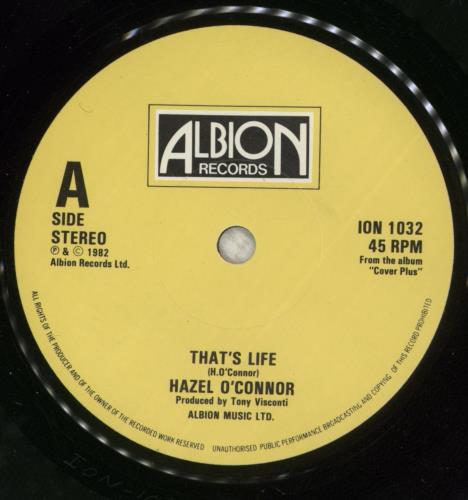 ALBION
RECORDS
A
SIDE
STEREO
℗ & © 1982
Albion Records Ltd.
ION 1032
45 RPM
From the album
"Cover Plus"
THAT'S LIFE
(H.O'Connor)
HAZEL O'CONNOR
Produced by Tony Visconti
ALBION MUSIC LTD.
ALL RIGHTS OF THE PRODUCER AND OF THE OWNER OF THE RECORDED WORK RESERVED UNAUTHORISED PUBLIC PERFORMANCE BROADCASTING AND COPYING OF THIS RECORD PROHIBITED